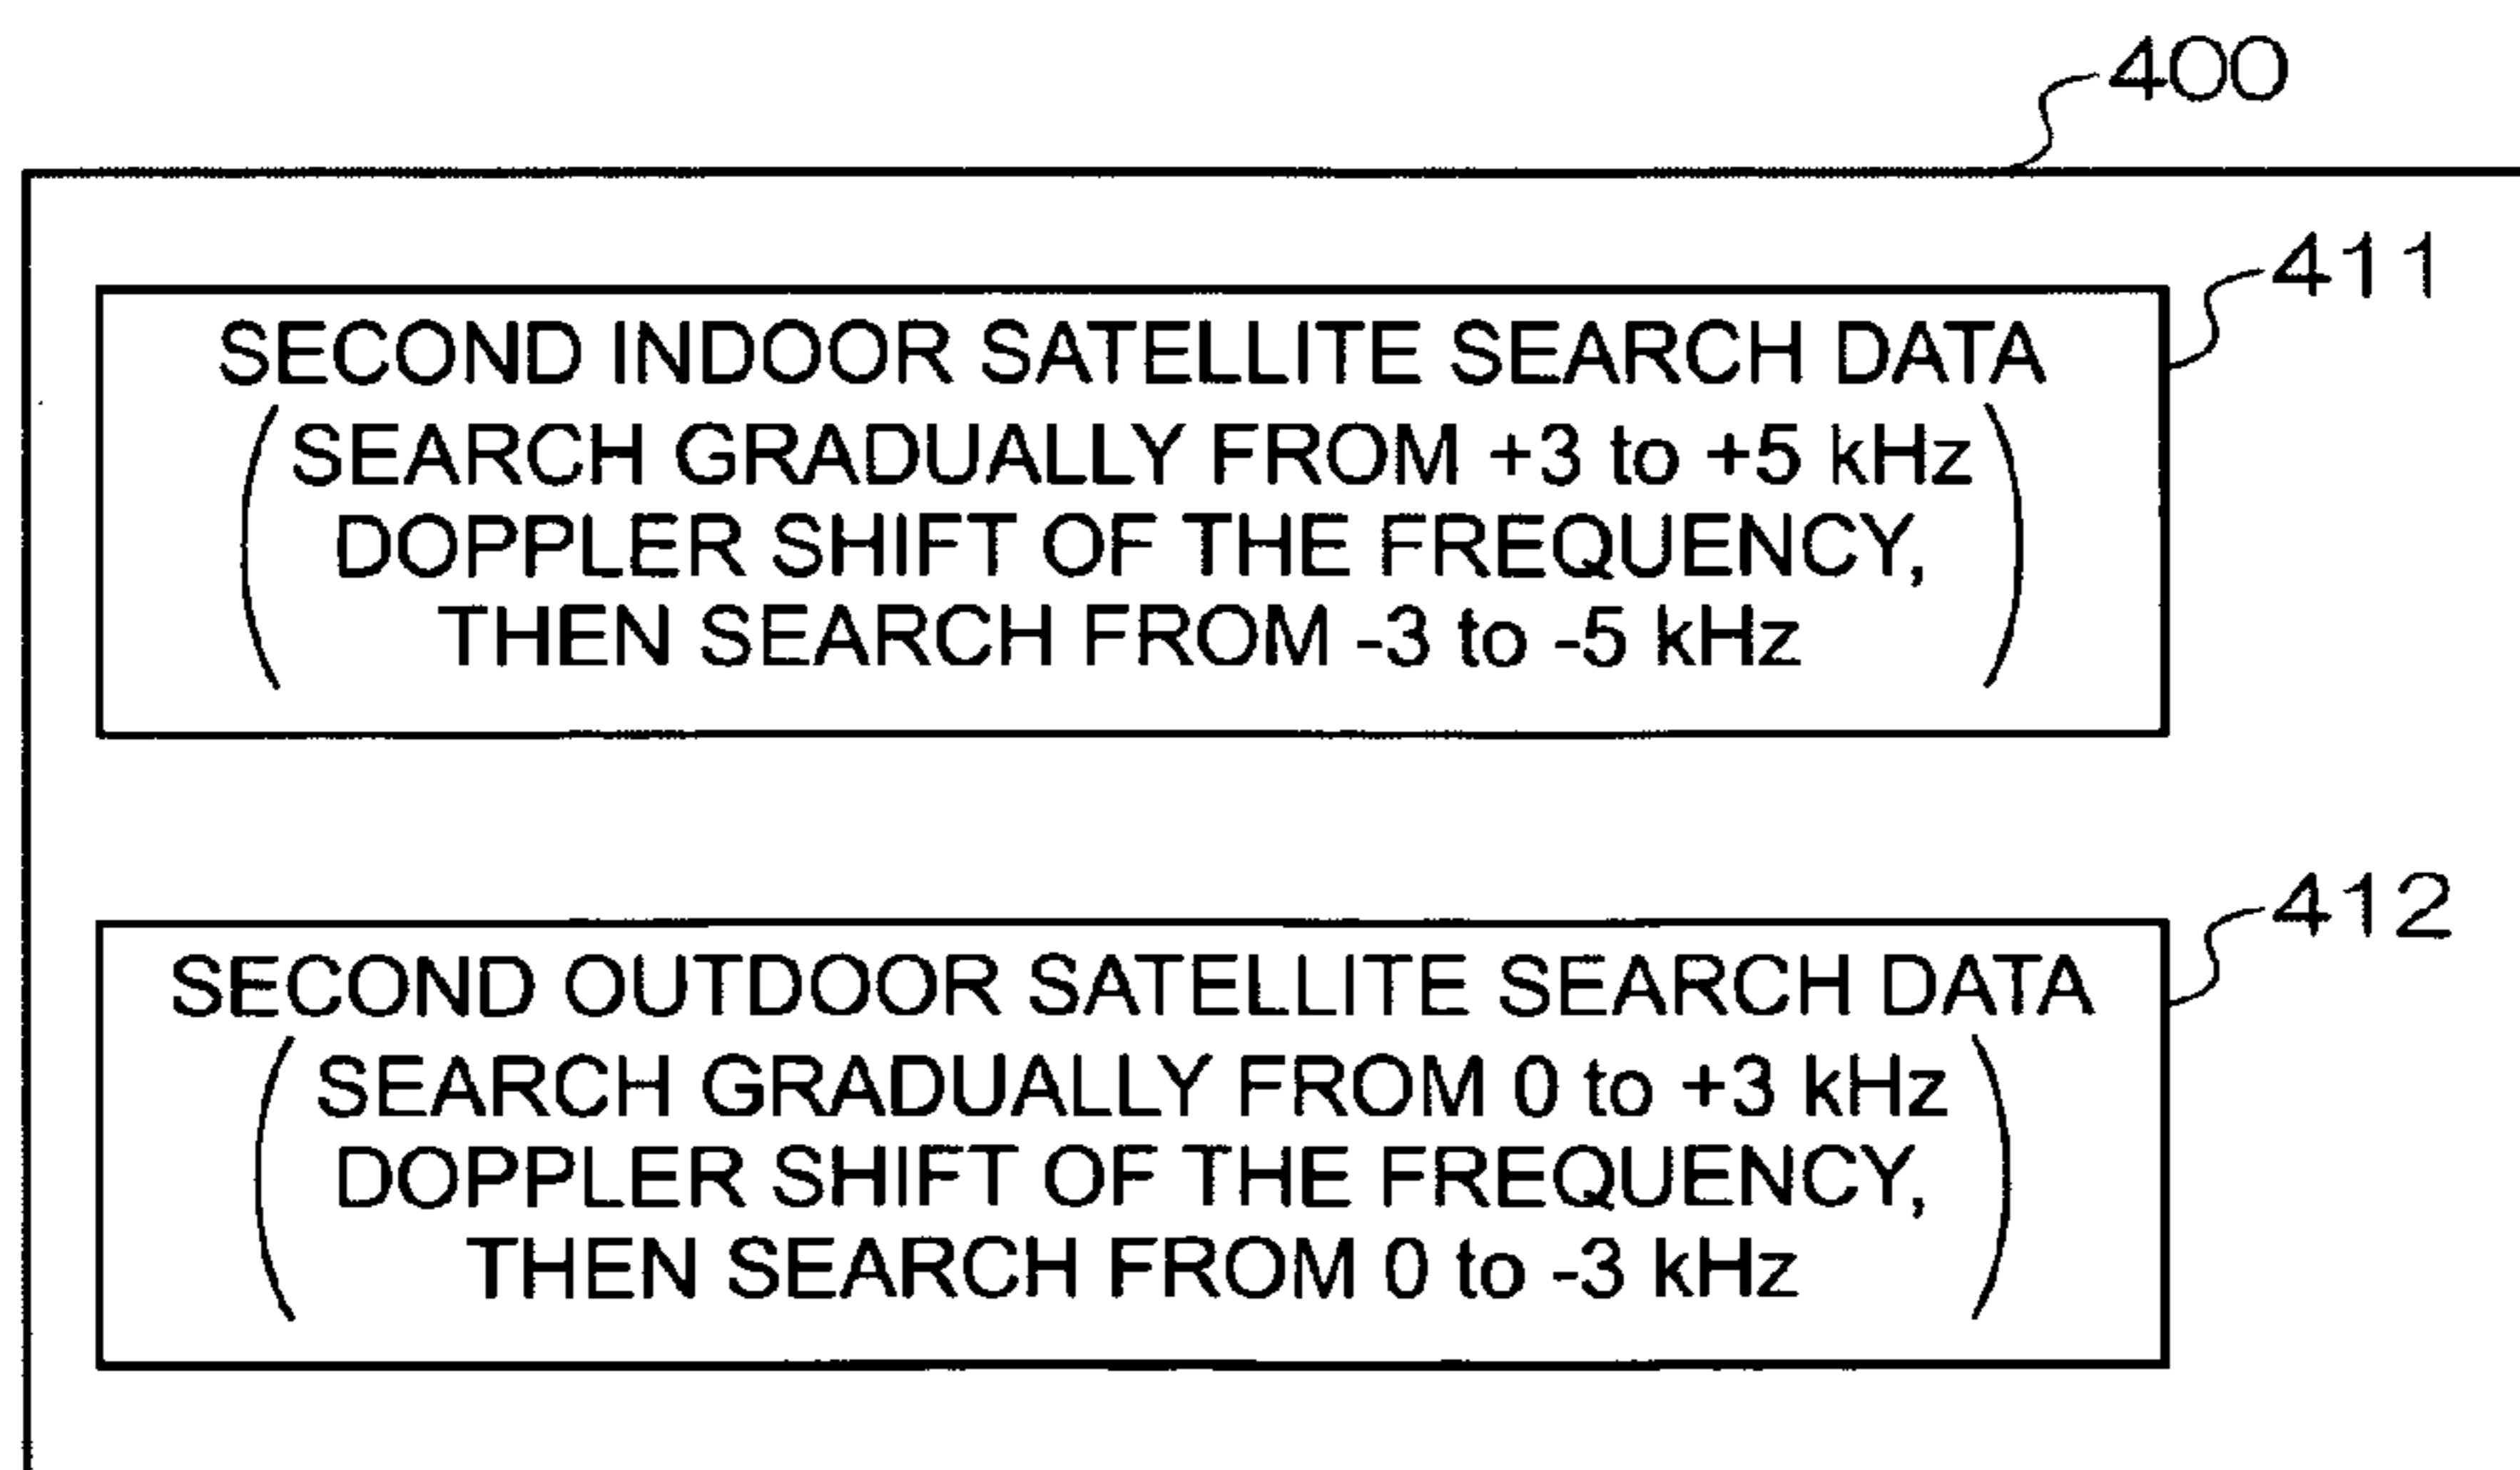 400
411
SECOND INDOOR SATELLITE SEARCH DATA
SEARCH GRADUALLY FROM +3 to +5 kHz
DOPPLER SHIFT OF THE FREQUENCY,
THEN SEARCH FROM -3 to -5 kHz
412
SECOND OUTDOOR SATELLITE SEARCH DATA
SEARCH GRADUALLY FROM 0 to +3 kHz
DOPPLER SHIFT OF THE FREQUENCY,
THEN SEARCH FROM 0 to -3 kHz